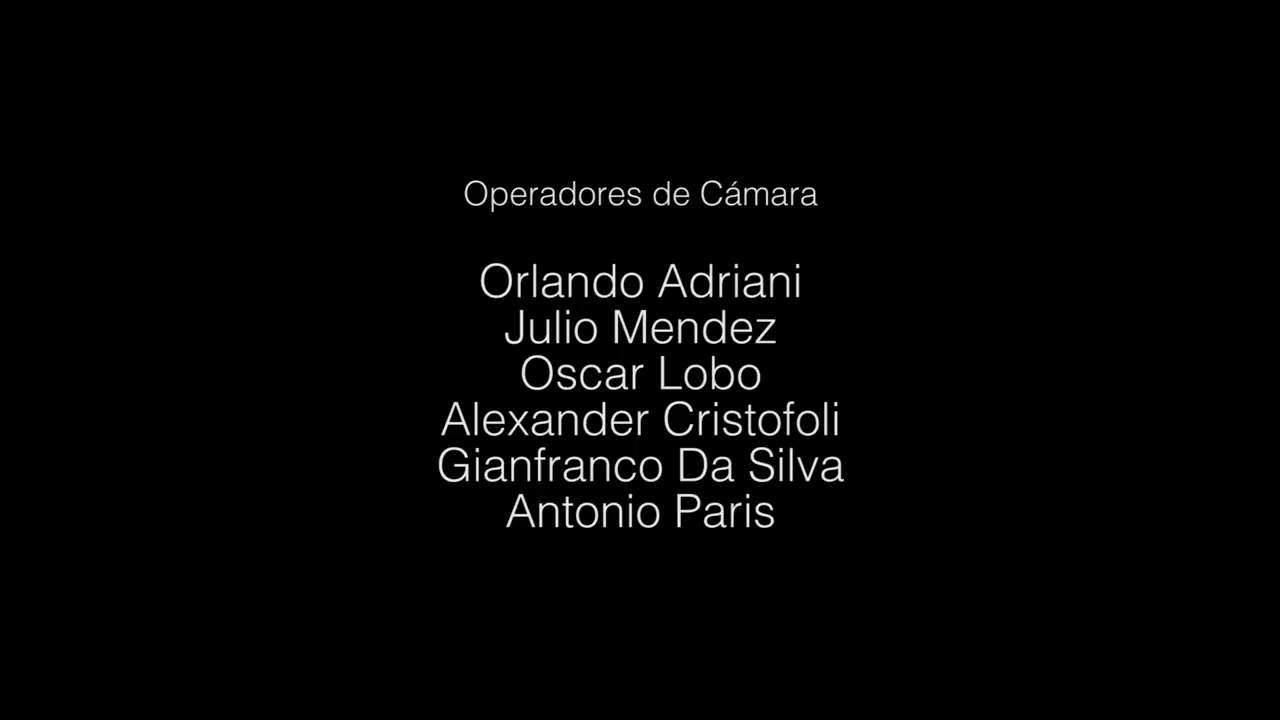 Operadores de Cámara
Orlando Adriani
Julio Mendez
Oscar Lobo
Alexander Cristofoli
Gianfranco Da Silva
Antonio Paris